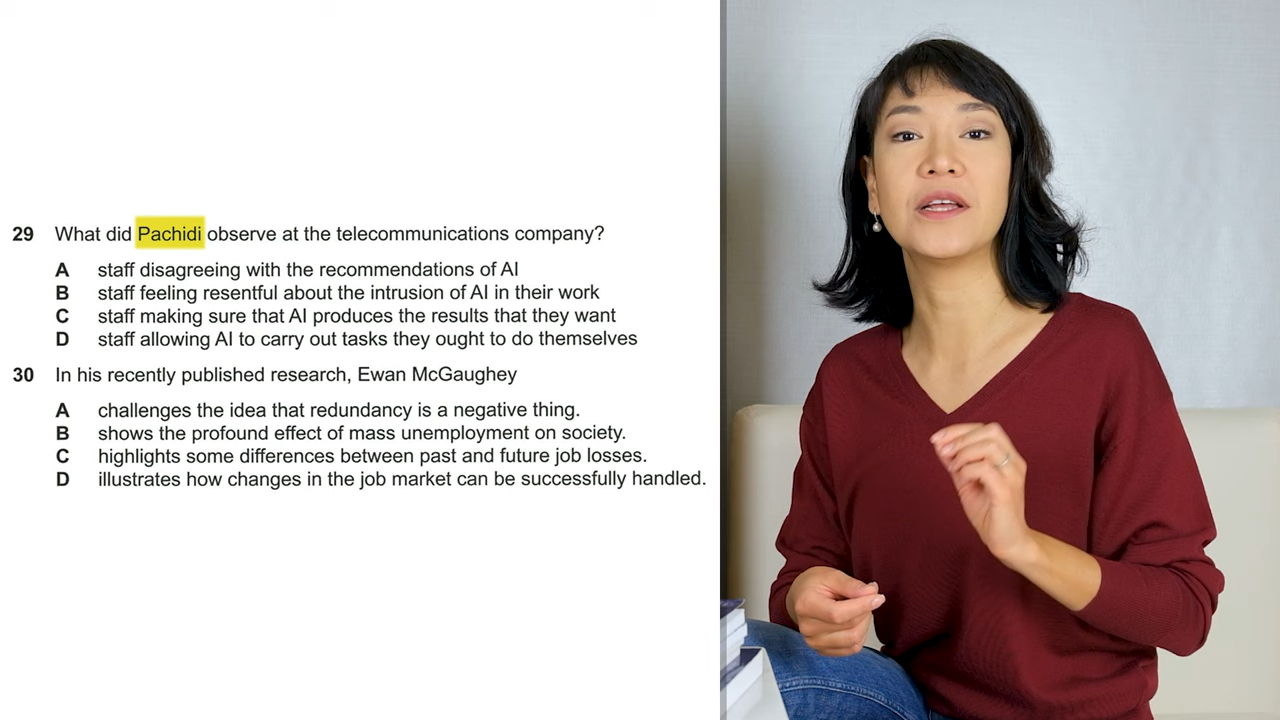 29 What did Pachidi observe at the telecommunications company?
A staff disagreeing with the recommendations of AI
B staff feeling resentful about the intrusion of AI in their work
C staff making sure that AI produces the results that they want
D staff allowing AI to carry out tasks they ought to do themselves
30 In his recently published research, Ewan McGaughey
A challenges the idea that redundancy is a negative thing.
B shows the profound effect of mass unemployment on society.
C highlights some differences between past and future job losses.
D illustrates how changes in the job market can be successfully handled.